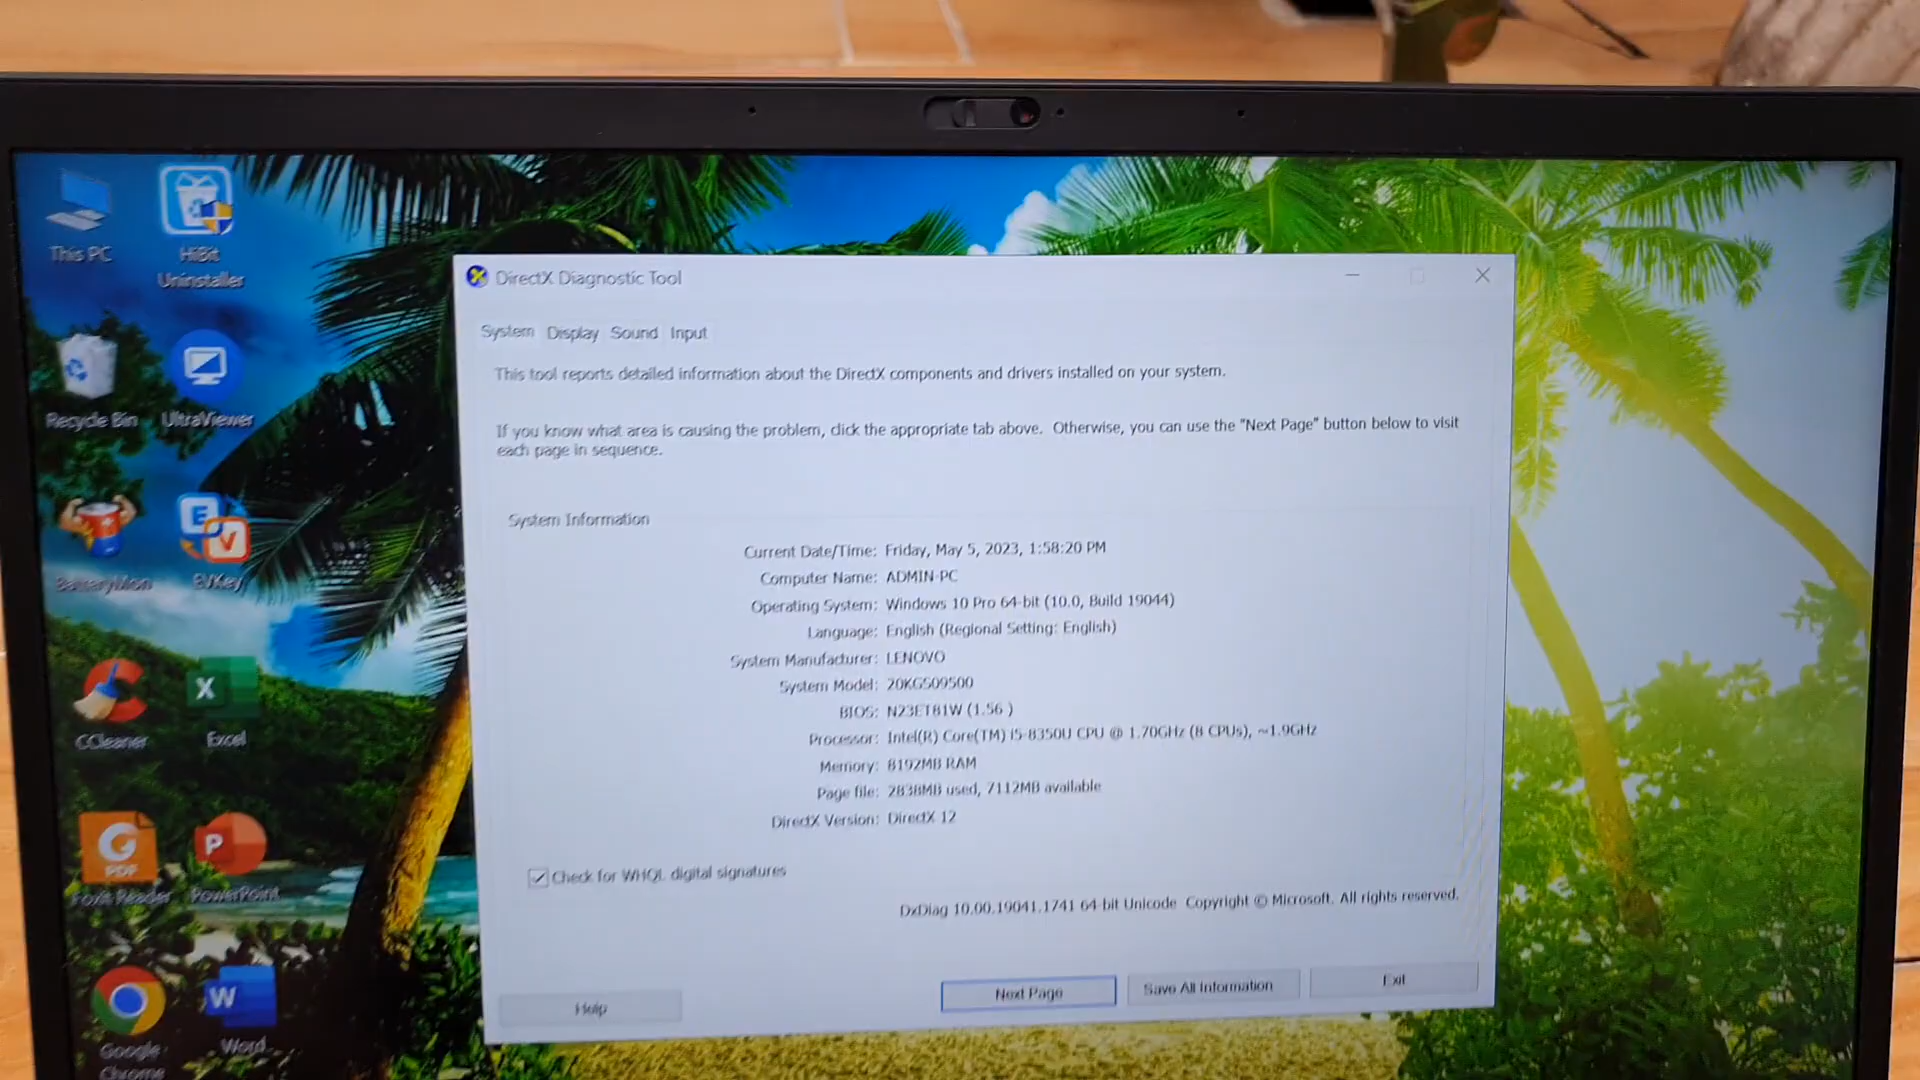 This PC
HiBit
Uninstaller
Recycle Bin
UltraViewer
BatteryMon
EVKey
E
V
CCleaner
X
Excel
PDF
Foxit Reader
P
PowerPoint
Google
Chrome
W
Word
DirectX Diagnostic Tool
System Display Sound Input
This tool reports detailed information about the DirectX components and drivers installed on your system.
If you know what area is causing the problem, click the appropriate tab above. Otherwise, you can use the "Next Page" button below to visit
each page in sequence.
System Information
Current Date/Time: Friday, May 5, 2023, 1:58:20 PM
Computer Name: ADMIN-PC
Operating System: Windows 10 Pro 64-bit (10.0, Build 19044)
Language: English (Regional Setting: English)
System Manufacturer: LENOVO
System Model: 20KGS09500
BIOS: N23ET81W (1.56 )
Processor: Intel(R) Core(TM) i5-8350U CPU @ 1.70GHz (8 CPUs), ~1.9GHz
Memory: 8192MB RAM
Page file: 2838MB used, 7112MB available
DirectX Version: DirectX 12
Check for WHQL digital signatures
DxDiag 10.00.19041.1741 64-bit Unicode Copyright © Microsoft. All rights reserved.
Help
Next Page
Save All Information
Exit